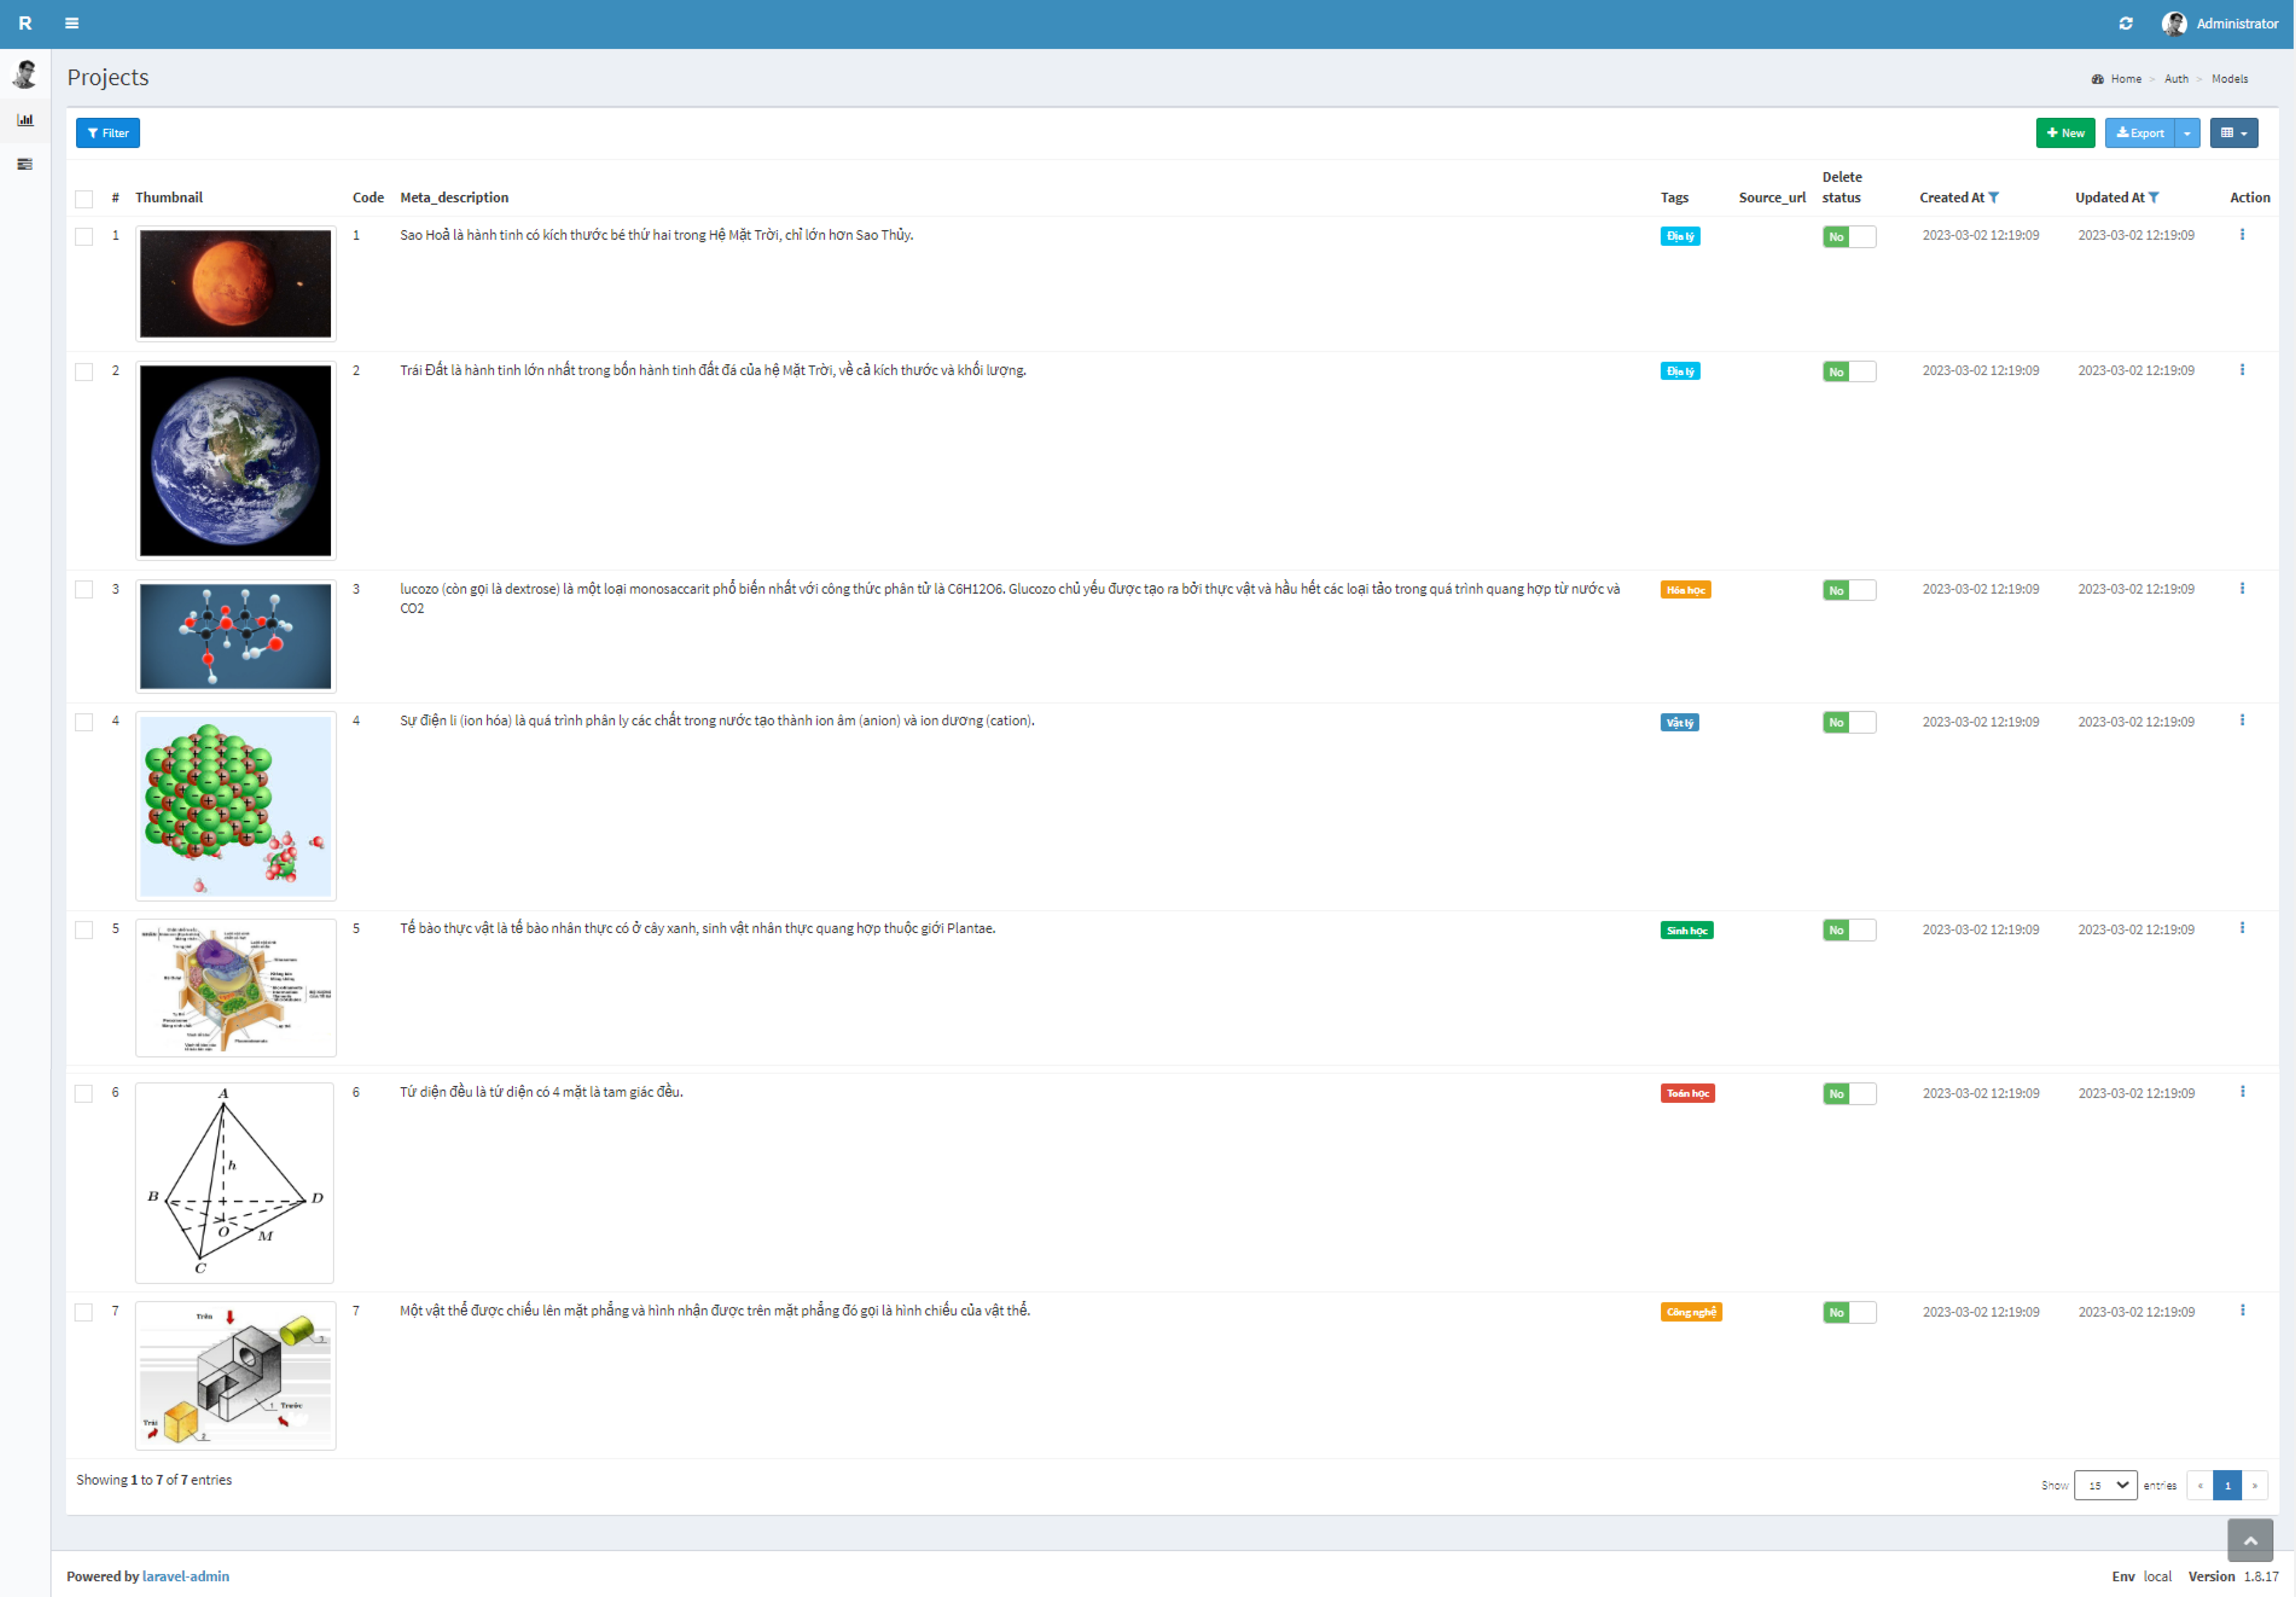 R
Administrator
Projects
Home > Auth > Models
Filter
New
Export
# Thumbnail Code Meta_description Tags Source_url Delete status Created At Updated At Action
1 1 Sao Hoả là hành tinh có kích thước bé thứ hai trong Hệ Mặt Trời, chỉ lớn hơn Sao Thủy. Địa lý No 2023-03-02 12:19:09 2023-03-02 12:19:09
2 2 Trái Đất là hành tinh lớn nhất trong bốn hành tinh đất đá của hệ Mặt Trời, về cả kích thước và khối lượng. Địa lý No 2023-03-02 12:19:09 2023-03-02 12:19:09
3 3 lucozo (còn gọi là dextrose) là một loại monosaccarit phổ biến nhất với công thức phân tử là C6H12O6. Glucozo chủ yếu được tạo ra bởi thực vật và hầu hết các loại tảo trong quá trình quang hợp từ nước và Hóa học No 2023-03-02 12:19:09 2023-03-02 12:19:09
CO2
4 4 Sự điện li (ion hóa) là quá trình phân ly các chất trong nước tạo thành ion âm (anion) và ion dương (cation). Vật lý No 2023-03-02 12:19:09 2023-03-02 12:19:09
5 5 Tế bào thực vật là tế bào nhân thực có ở cây xanh, sinh vật nhân thực quang hợp thuộc giới Plantae. Sinh học No 2023-03-02 12:19:09 2023-03-02 12:19:09
6 6 Tứ diện đều là tứ diện có 4 mặt là tam giác đều. Toán học No 2023-03-02 12:19:09 2023-03-02 12:19:09
A
h
B
D
O
M
C
7 7 Một vật thể được chiếu lên mặt phẳng và hình nhận được trên mặt phẳng đó gọi là hình chiếu của vật thể. Công nghệ No 2023-03-02 12:19:09 2023-03-02 12:19:09
Trên
3
1 Trước
Trái
2
Showing 1 to 7 of 7 entries
Show 15 entries « 1 »
Powered by laravel-admin
Env local Version 1.8.17